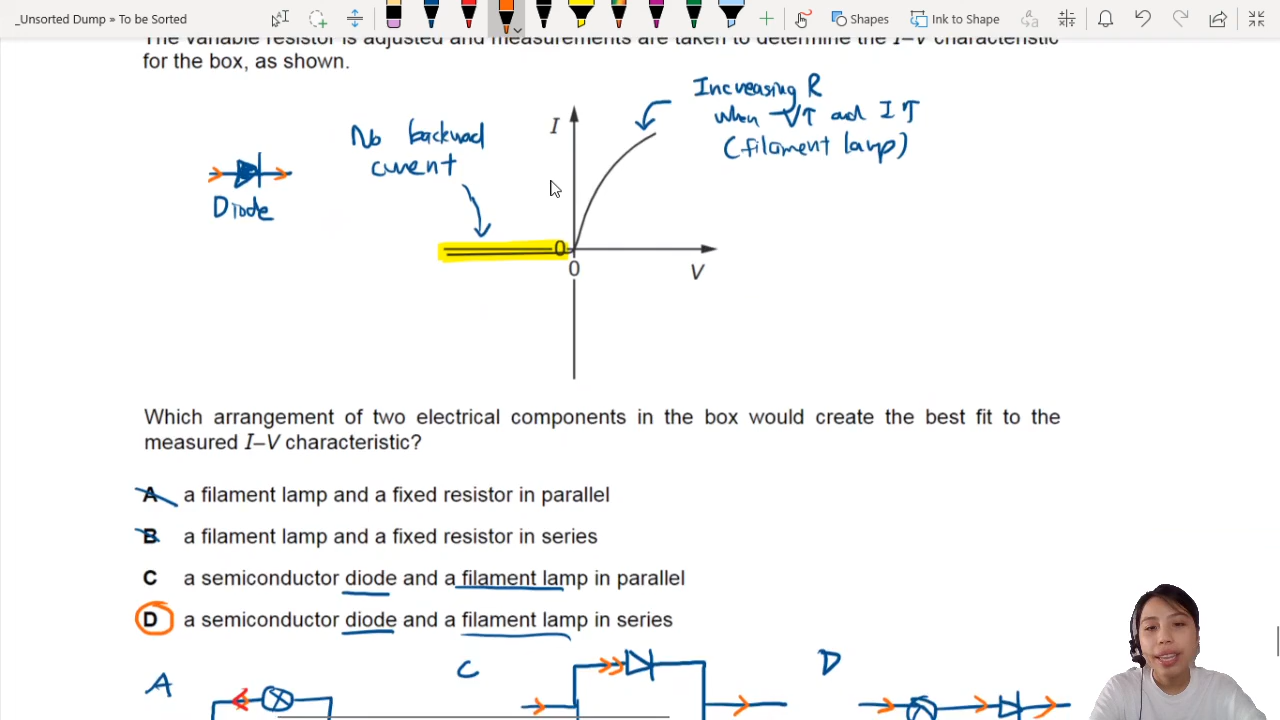 _Unsorted Dump » To be Sorted
Shapes
Ink to Shape
The variable resistor is adjusted and measurements are taken to determine the I–V characteristic
for the box, as shown.
Increasing R
when V↑ and I↑
(filament lamp)
No backward
current
Diode
I
0
0
V
Which arrangement of two electrical components in the box would create the best fit to the
measured I–V characteristic?
A a filament lamp and a fixed resistor in parallel
B a filament lamp and a fixed resistor in series
C a semiconductor diode and a filament lamp in parallel
D a semiconductor diode and a filament lamp in series
A
C
D